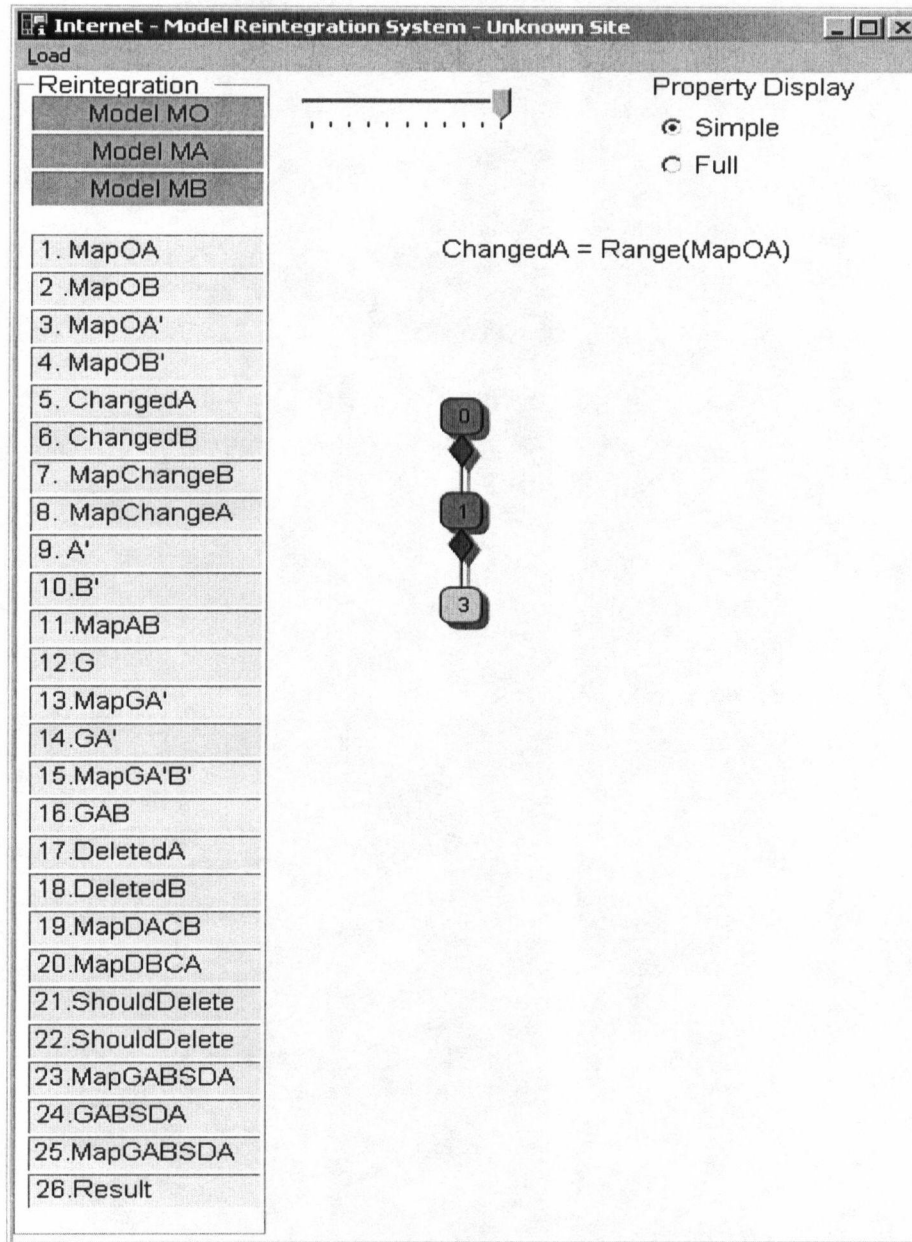 Internet - Model Reintegration System - Unknown Site
Load
Reintegration
Model MO
Model MA
Model MB
Property Display
Simple
Full
1. MapOA
2 .MapOB
3. MapOA'
4. MapOB'
5. ChangedA
6. ChangedB
7. MapChangeB
8. MapChangeA
9. A'
10.B'
11.MapAB
12.G
13.MapGA'
14.GA'
15.MapGA'B'
16.GAB
17.DeletedA
18.DeletedB
19.MapDACB
20.MapDBCA
21.ShouldDelete
22.ShouldDelete
23.MapGABSDA
24.GABSDA
25.MapGABSDA
26.Result
ChangedA = Range(MapOA)
0
1
3